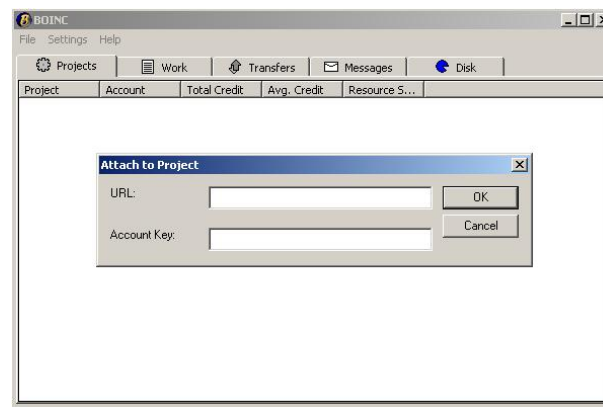 BOINC
File Settings Help
Projects Work Transfers Messages Disk
Project Account Total Credit Avg. Credit Resource S...
Attach to Project
URL: OK
Cancel
Account Key: